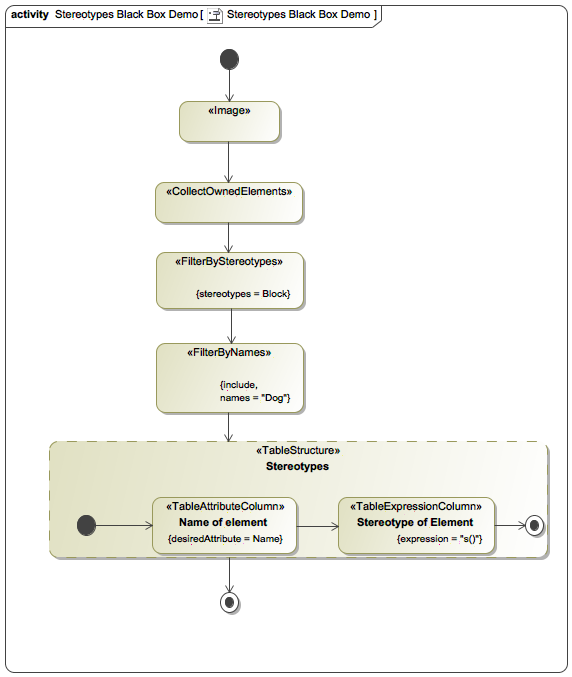 activity Stereotypes Black Box Demo [ Stereotypes Black Box Demo ]
«Image»
«CollectOwnedElements»
«FilterByStereotypes»
{stereotypes = Block}
«FilterByNames»
{include,
names = "Dog"}
«TableStructure»
Stereotypes
«TableAttributeColumn»
Name of element
{desiredAttribute = Name}
«TableExpressionColumn»
Stereotype of Element
{expression = "s()"}